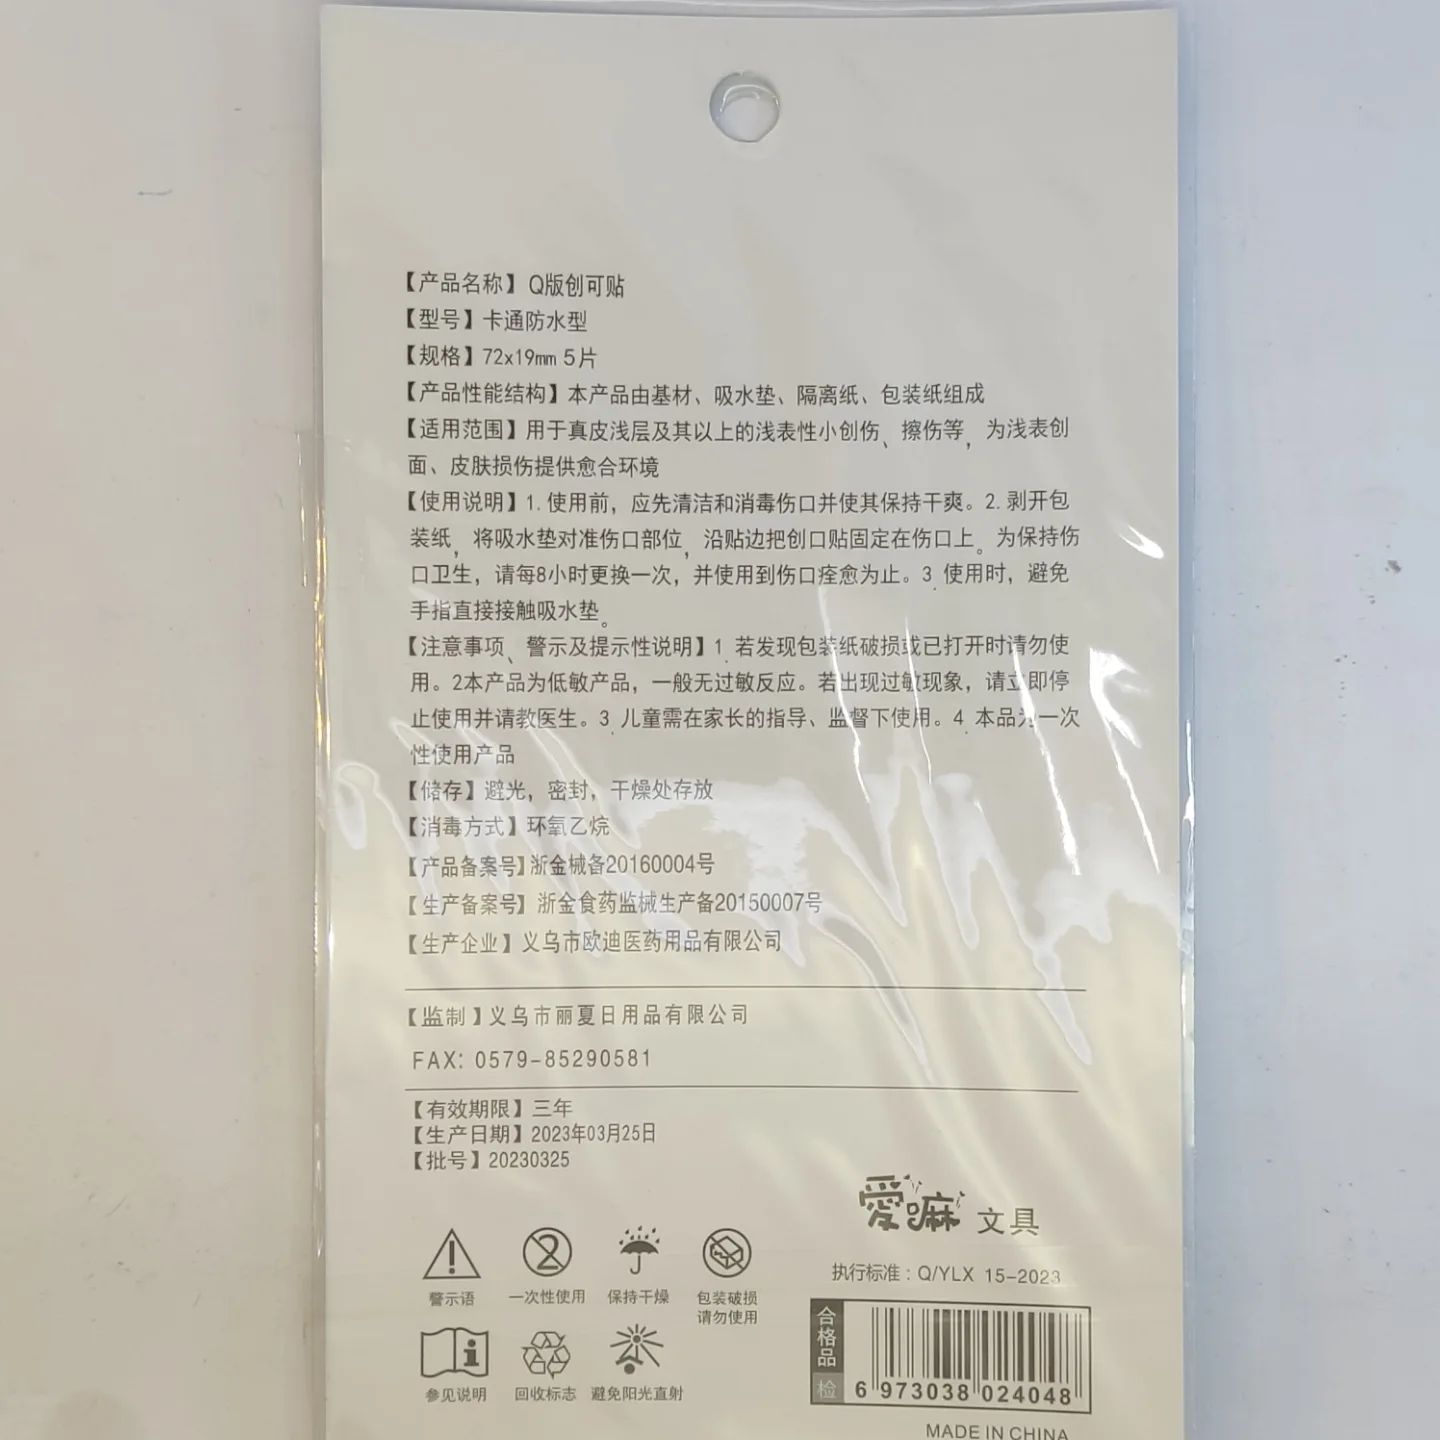 【产品名称】Q版创可贴
【型号】卡通防水型
【规格】72x19mm 5片
【产品性能结构】本产品由基材、吸水垫、隔离纸、包装纸组成
【适用范围】用于真皮浅层及其以上的浅表性小创伤、擦伤等，为浅表创
面、皮肤损伤提供愈合环境
【使用说明】1.使用前，应先清洁和消毒伤口并使其保持干爽。2.剥开包
装纸，将吸水垫对准伤口部位，沿贴边把创口贴固定在伤口上。为保持伤
口卫生，请每8小时更换一次，并使用到伤口痊愈为止。3.使用时，避免
手指直接接触吸水垫。
【注意事项、警示及提示性说明】1.若发现包装纸破损或已打开时请勿使
用。2本产品为低敏产品，一般无过敏反应。若出现过敏现象，请立即停
止使用并请教医生。3.儿童需在家长的指导、监督下使用。4.本品为一次
性使用产品
【储存】避光，密封，干燥处存放
【消毒方式】环氧乙烷
【产品备案号】浙金械备20160004号
【生产备案号】浙金食药监械生产备20150007号
【生产企业】义乌市欧迪医药用品有限公司
【监制】义乌市丽夏日用品有限公司
FAX: 0579-85290581
【有效期限】三年
【生产日期】2023年03月25日
【批号】20230325
愛嘛 文具
执行标准：Q/YLX 15-2023
警示语 一次性使用 保持干燥 包装破损
请勿使用
参见说明 回收标志 避免阳光直射
合格品 检
6 973038 024048
MADE IN CHINA